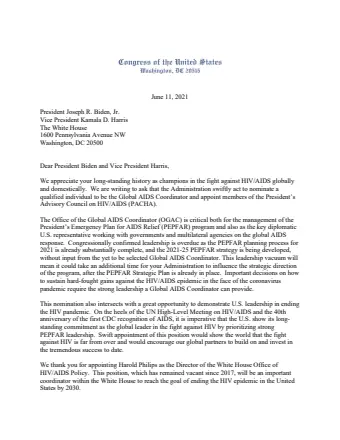 Congress of the United States
Washington, DC 20515
June 11, 2021
President Joseph R. Biden, Jr.
Vice President Kamala D. Harris
The White House
1600 Pennsylvania Avenue NW
Washington, DC 20500
Dear President Biden and Vice President Harris,
We appreciate your long-standing history as champions in the fight against HIV/AIDS globally
and domestically. We are writing to ask that the Administration swiftly act to nominate a
qualified individual to be the Global AIDS Coordinator and appoint members of the President's
Advisory Council on HIV/AIDS (PACHA).
The Office of the Global AIDS Coordinator (OGAC) is critical both for the management of the
President's Emergency Plan for AIDS Relief (PEPFAR) program and also as the key diplomatic
U.S. representative working with governments and multilateral agencies on the global AIDS
response. Congressionally confirmed leadership is overdue as the PEPFAR planning process for
2021 is already substantially complete, and the 2021-25 PEPFAR strategy is being developed,
without input from the yet to be selected Global AIDS Coordinator. This leadership vacuum will
mean it could take an additional time for your Administration to influence the strategic direction
of the program, after the PEPFAR Strategic Plan is already in place. Important decisions on how
to sustain hard-fought gains against the HIV/AIDS epidemic in the face of the coronavirus
pandemic require the strong leadership a Global AIDS Coordinator can provide.
This nomination also intersects with a great opportunity to demonstrate U.S. leadership in ending
the HIV pandemic. On the heels of the UN High-Level Meeting on HIV/AIDS and the 40th
anniversary of the first CDC recognition of AIDS, it is imperative that the U.S. show its long-
standing commitment as the global leader in the fight against HIV by prioritizing strong
PEPFAR leadership. Swift appointment of this position would show the world that the fight
against HIV is far from over and would encourage our global partners to build on and invest in
the tremendous success to date.
We thank you for appointing Harold Philips as the Director of the White House Office of
HIV/AIDS Policy. This position, which has remained vacant since 2017, will be an important
coordinator within the White House to reach the goal of ending the HIV epidemic in the United
States by 2030.